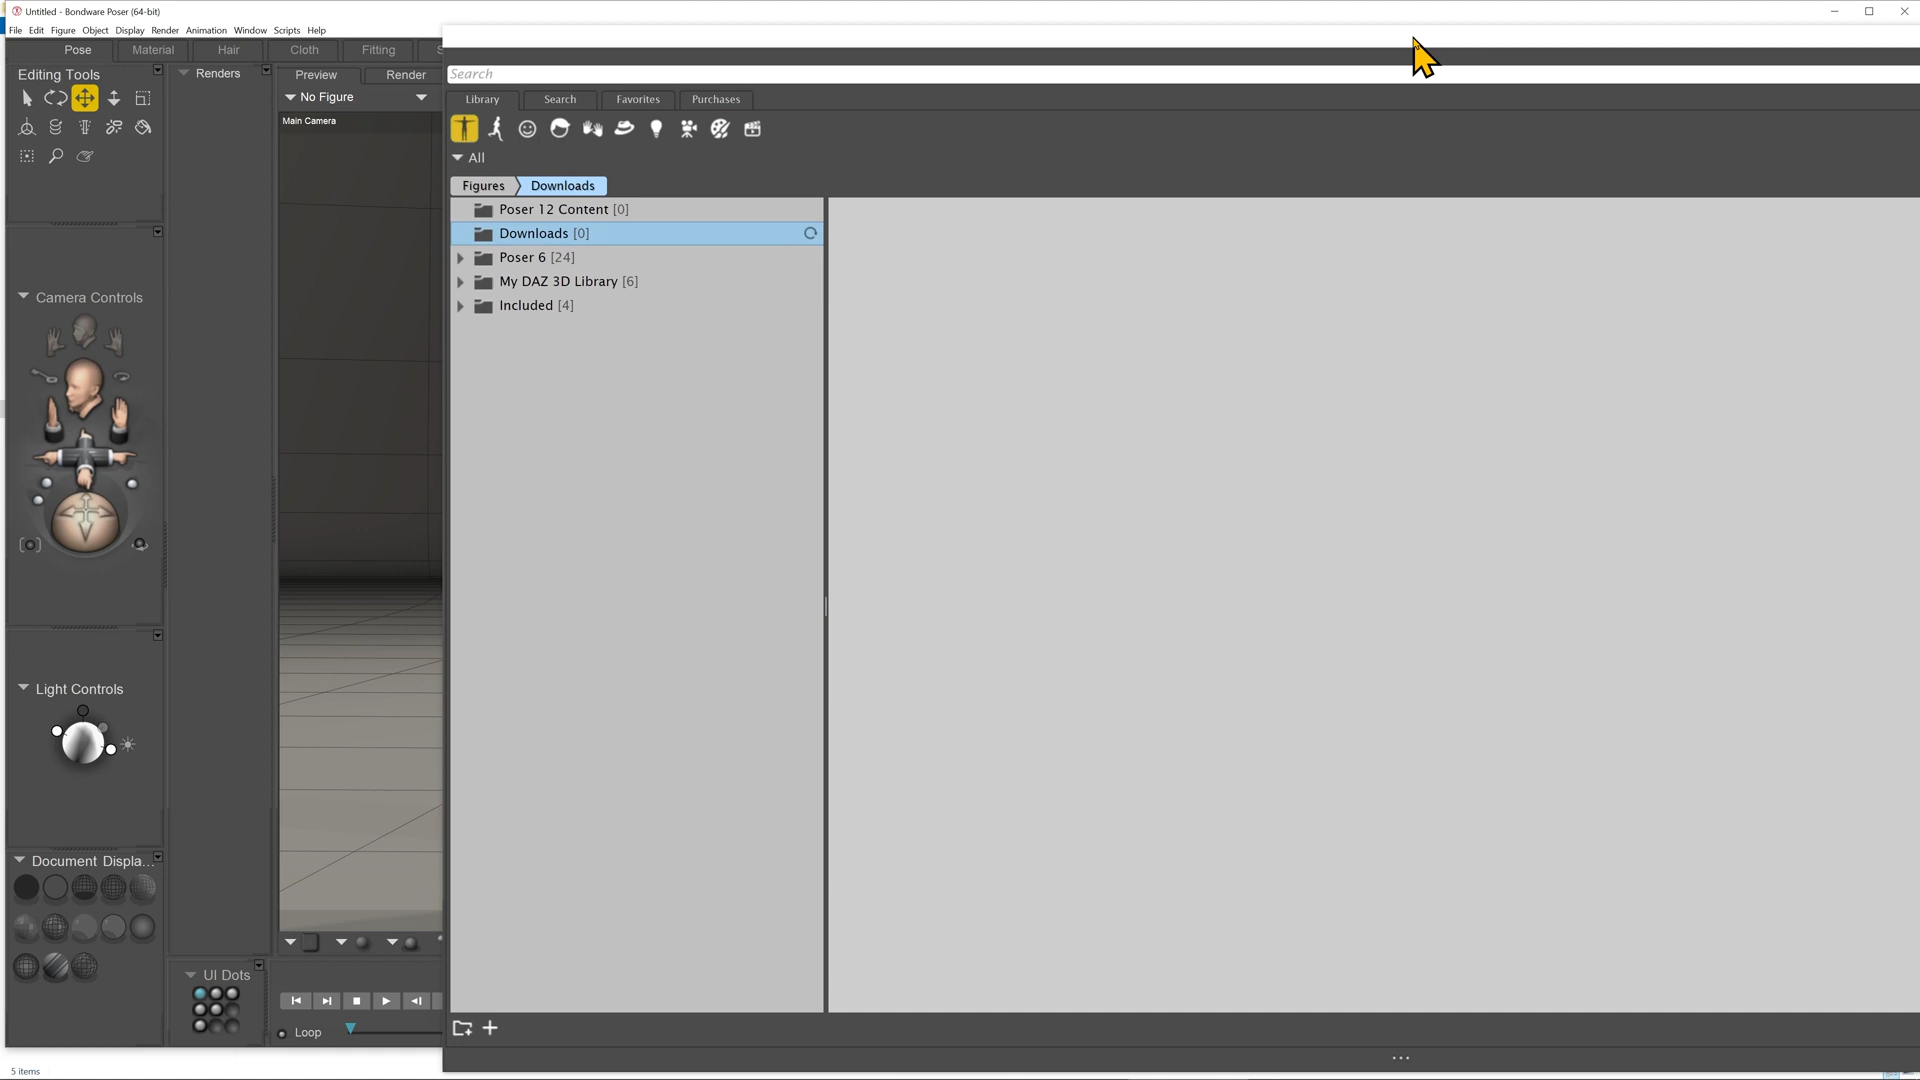 Untitled - Bondware Poser (64-bit)
File Edit Figure Object Display Render Animation Window Scripts Help
Pose Material Hair Cloth Fitting S
Editing Tools
Renders
Preview Render
No Figure
Main Camera
Search
Library Search Favorites Purchases
All
Figures Downloads
Poser 12 Content [0]
Downloads [0]
Poser 6 [24]
My DAZ 3D Library [6]
Included [4]
Camera Controls
Light Controls
Document Displa...
UI Dots
Loop
5 items